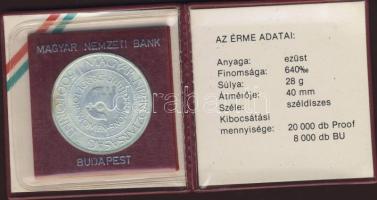 MAGYAR NEMZETI BANK
BUDAPEST
AZ ÉRME ADATAI:
Anyaga: ezüst
Finomsága: 640‰
Súlya: 28 g
Átmérője: 40 mm
Széle: széldíszes
Kibocsátási
mennyisége: 20 000 db Proof
8 000 db BU